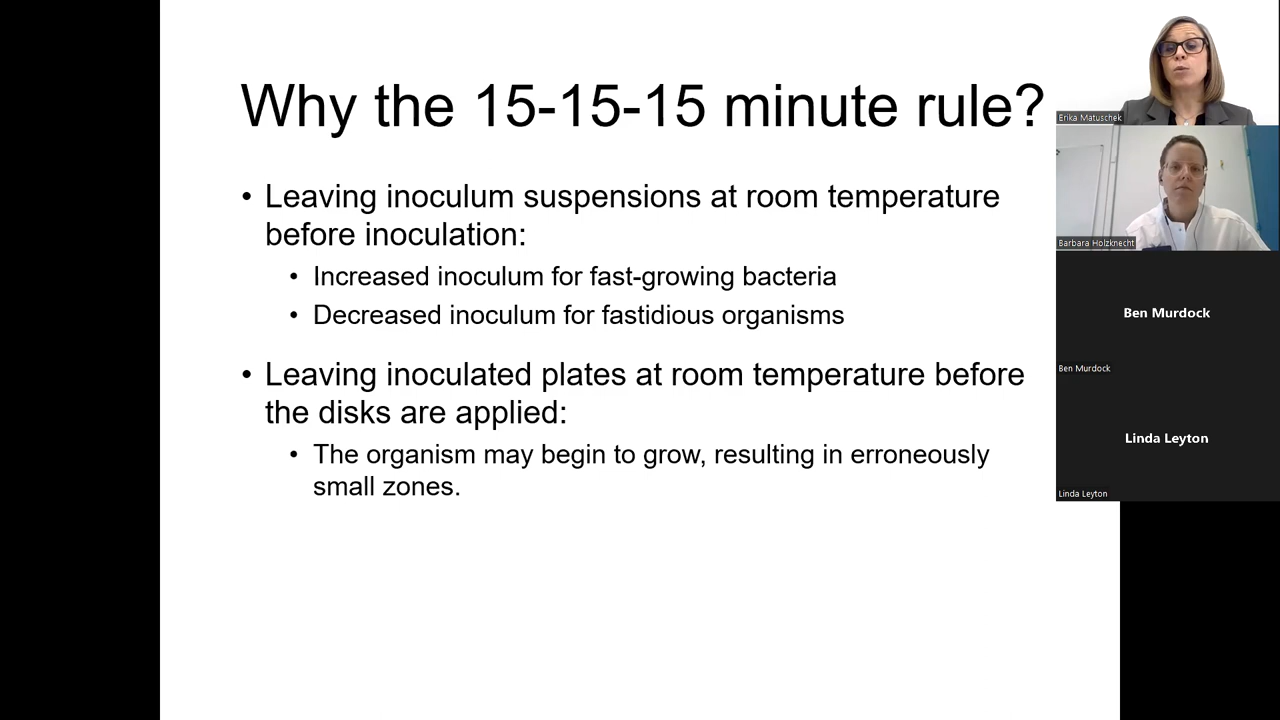 Why the 15-15-15 minute rule?
• Leaving inoculum suspensions at room temperature
before inoculation:
• Increased inoculum for fast-growing bacteria
• Decreased inoculum for fastidious organisms
• Leaving inoculated plates at room temperature before
the disks are applied:
• The organism may begin to grow, resulting in erroneously
small zones.
Erika Matuschek
Barbara Holzknecht
Ben Murdock
Ben Murdock
Linda Leyton
Linda Leyton